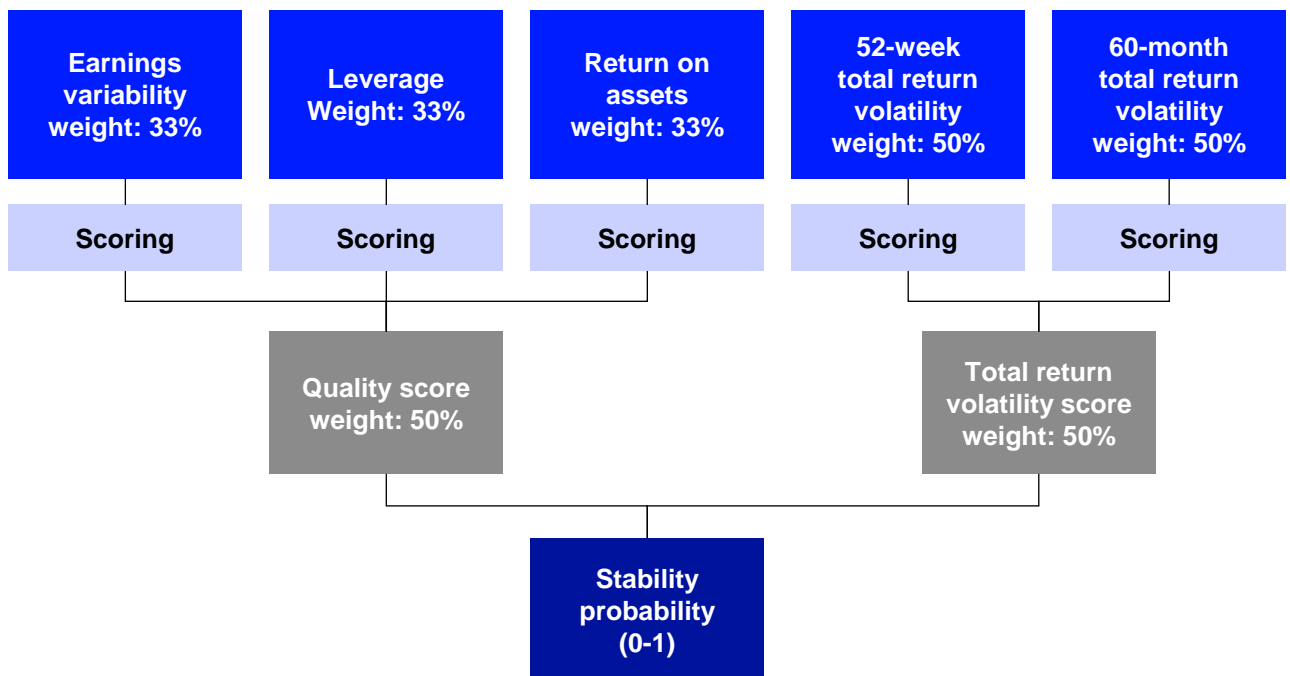 Earnings
variability
weight: 33%
Leverage
Weight: 33%
Return on
assets
weight: 33%
52-week
total return
volatility
weight: 50%
60-month
total return
volatility
weight: 50%
Scoring
Scoring
Scoring
Scoring
Scoring
Quality score
weight: 50%
Total return
volatility score
weight: 50%
Stability
probability
(0-1)